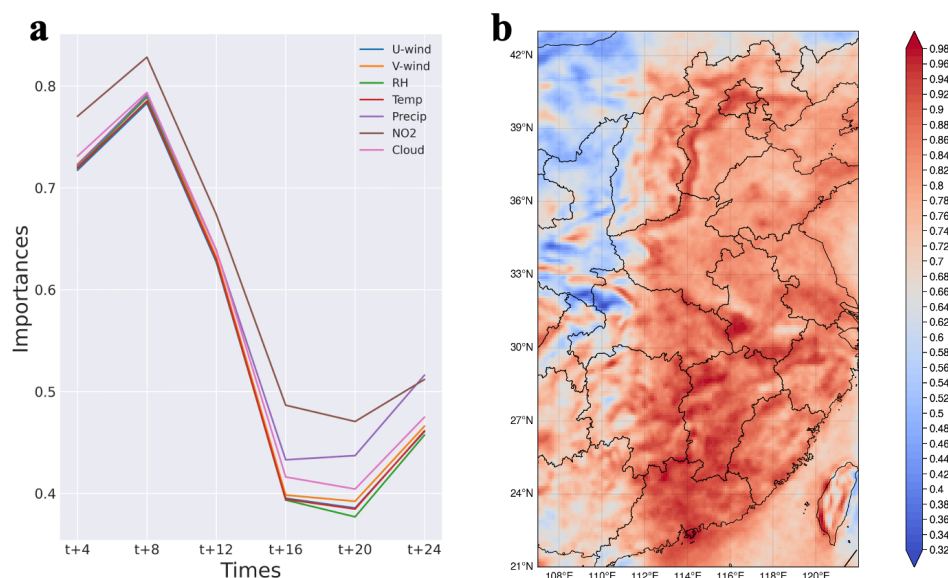 a
Importances
0.8
0.7
0.6
0.5
0.4
U-wind
V-wind
RH
Temp
Precip
NO2
Cloud
t+4 t+8 t+12 t+16 t+20 t+24
Times
b
42°N
39°N
36°N
33°N
30°N
27°N
24°N
21°N
108°E 110°E 112°E 114°E 116°E 118°E 120°E
0.98
0.96
0.94
0.92
0.9
0.88
0.86
0.84
0.82
0.8
0.78
0.76
0.74
0.72
0.7
0.68
0.66
0.64
0.62
0.6
0.58
0.56
0.54
0.52
0.5
0.48
0.46
0.44
0.42
0.4
0.38
0.36
0.34
0.32